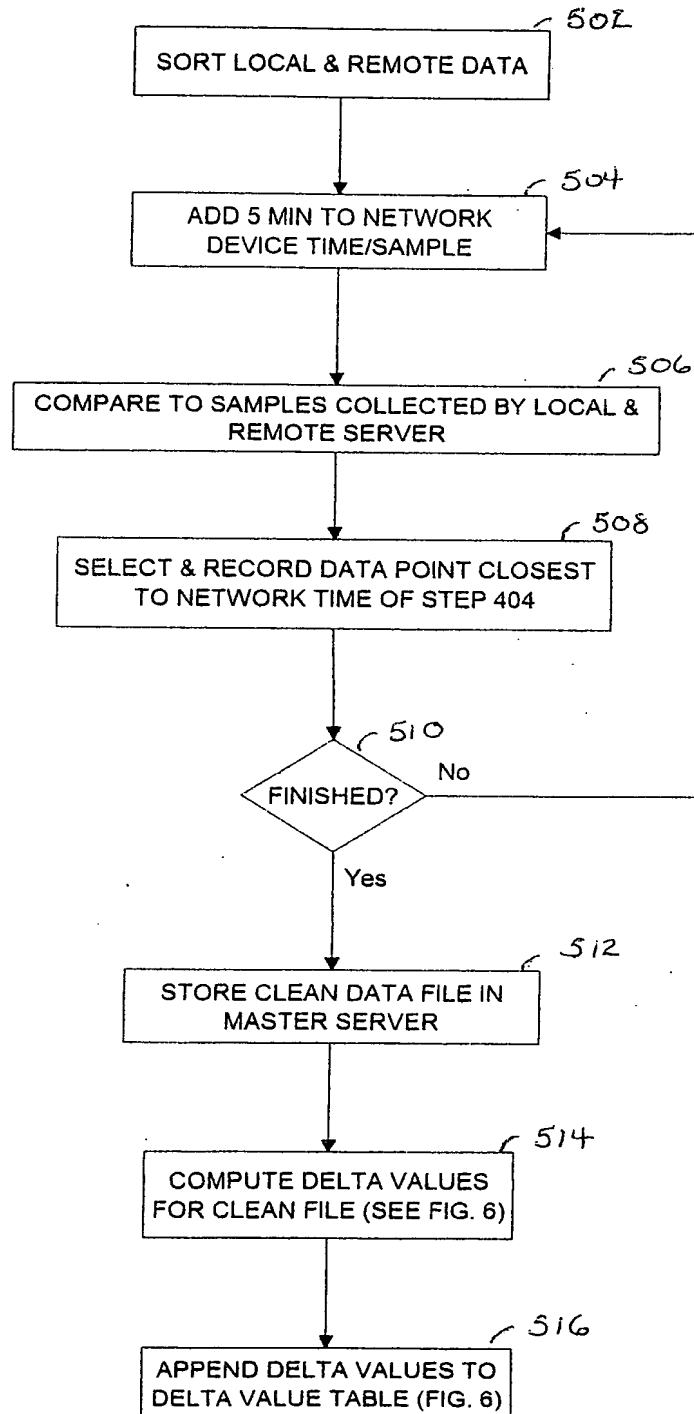 502
SORT LOCAL & REMOTE DATA
504
ADD 5 MIN TO NETWORK
DEVICE TIME/SAMPLE
506
COMPARE TO SAMPLES COLLECTED BY LOCAL &
REMOTE SERVER
508
SELECT & RECORD DATA POINT CLOSEST
TO NETWORK TIME OF STEP 404
510
FINISHED?
No
Yes
512
STORE CLEAN DATA FILE IN
MASTER SERVER
514
COMPUTE DELTA VALUES
FOR CLEAN FILE (SEE FIG. 6)
516
APPEND DELTA VALUES TO
DELTA VALUE TABLE (FIG. 6)